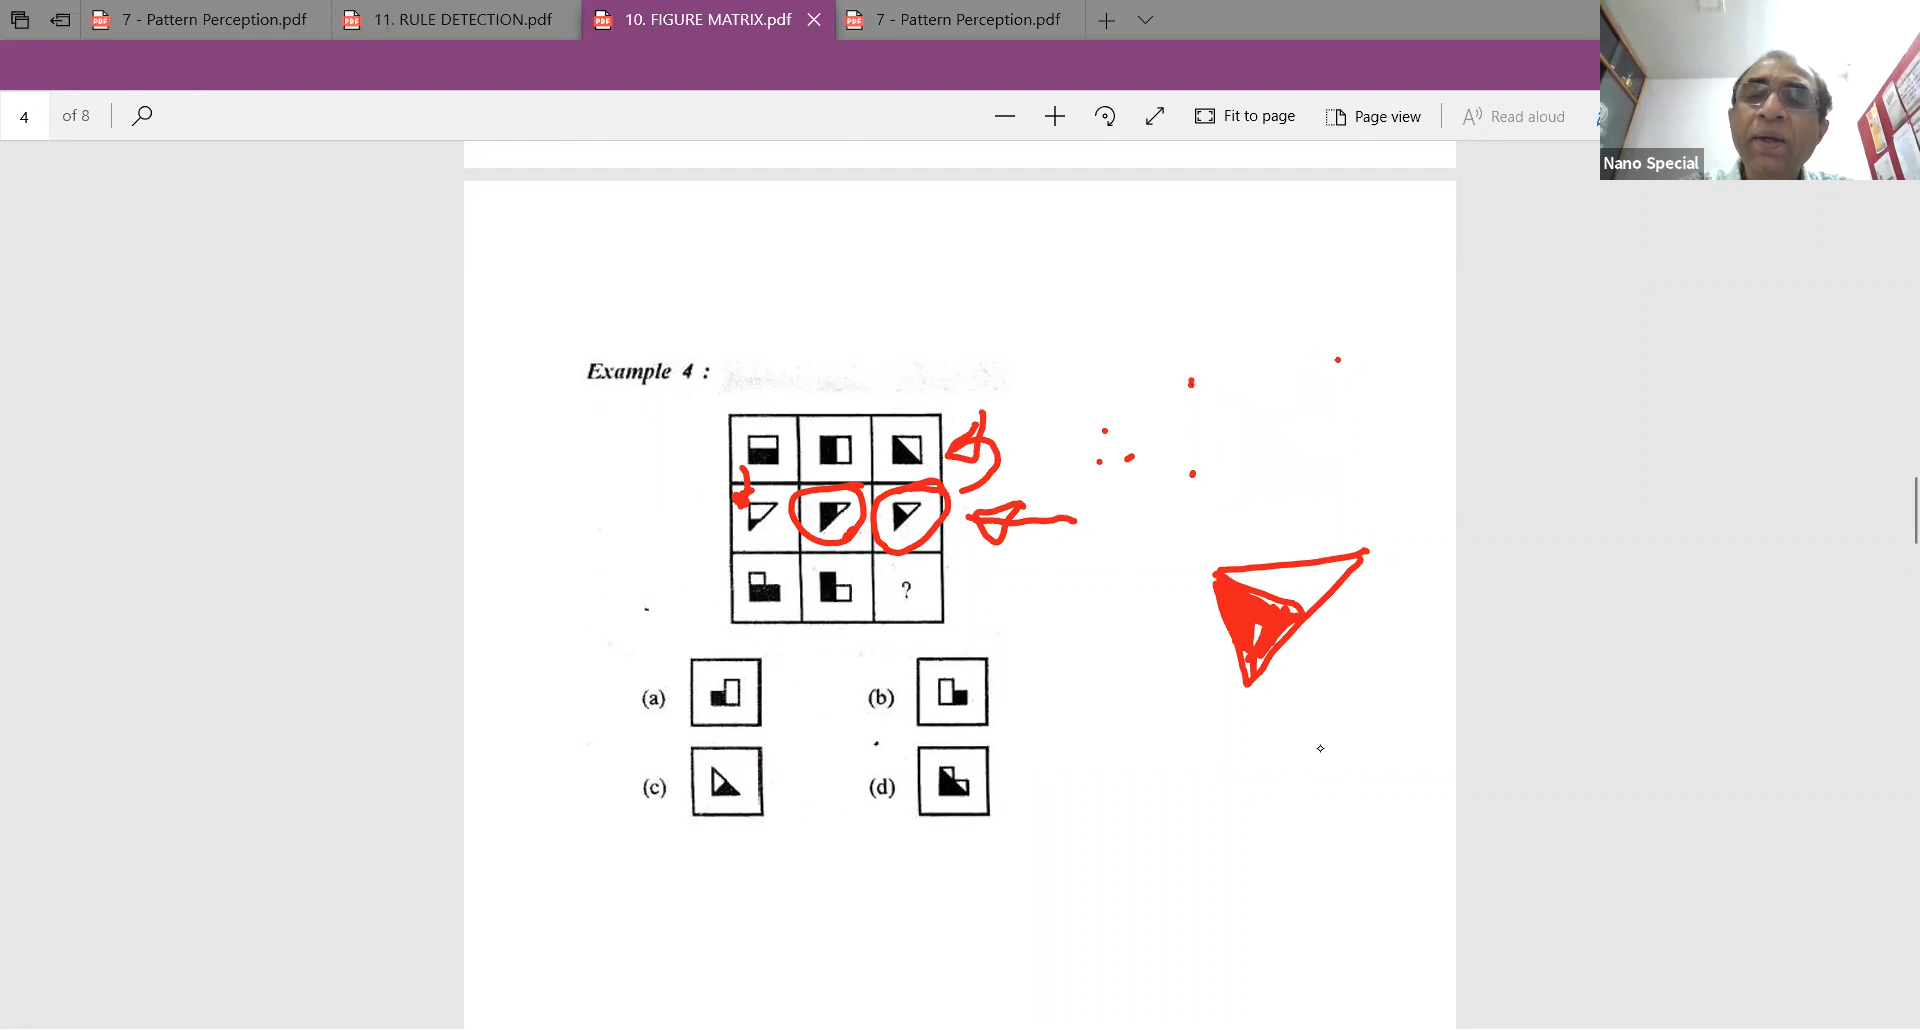 7 - Pattern Perception.pdf
11. RULE DETECTION.pdf
10. FIGURE MATRIX.pdf
7 - Pattern Perception.pdf
4 of 8
Fit to page
Page view
Read aloud
Nano Special
Example 4 :
?
(a)
(b)
(c)
(d)